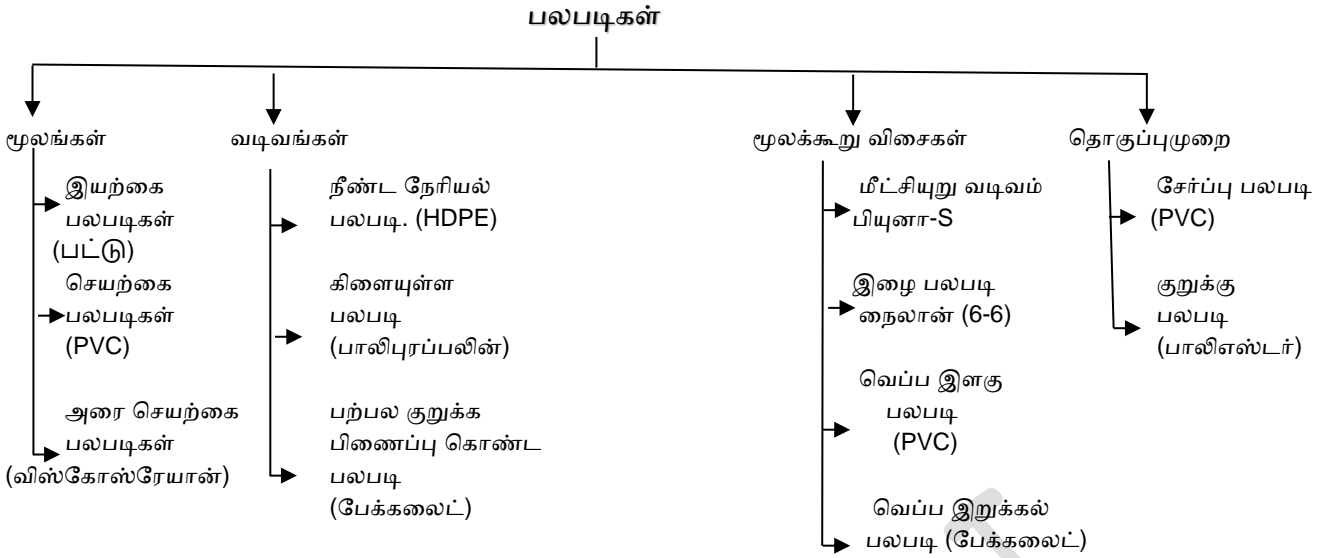 பலபடிகள்
மூலங்கள்
இயற்கை
பலபடிகள்
(பட்டு)
செயற்கை
பலபடிகள்
(PVC)
அரை செயற்கை
பலபடிகள்
(விஸ்கோஸ்ரேயான்)
வடிவங்கள்
நீண்ட நேரியல்
பலபடி. (HDPE)
கிளையுள்ள
பலபடி
(பாலிபுரப்பலின்)
பற்பல குறுக்க
பிணைப்பு கொண்ட
பலபடி
(பேக்கலைட்)
மூலக்கூறு விசைகள்
மீட்சியுறு வடிவம்
பியுனா-S
இழை பலபடி
நைலான் (6-6)
வெப்ப இளகு
பலபடி
(PVC)
வெப்ப இறுக்கல்
பலபடி (பேக்கலைட்)
தொகுப்புமுறை
சேர்ப்பு பலபடி
(PVC)
குறுக்கு
பலபடி
(பாலிஎஸ்டர்)